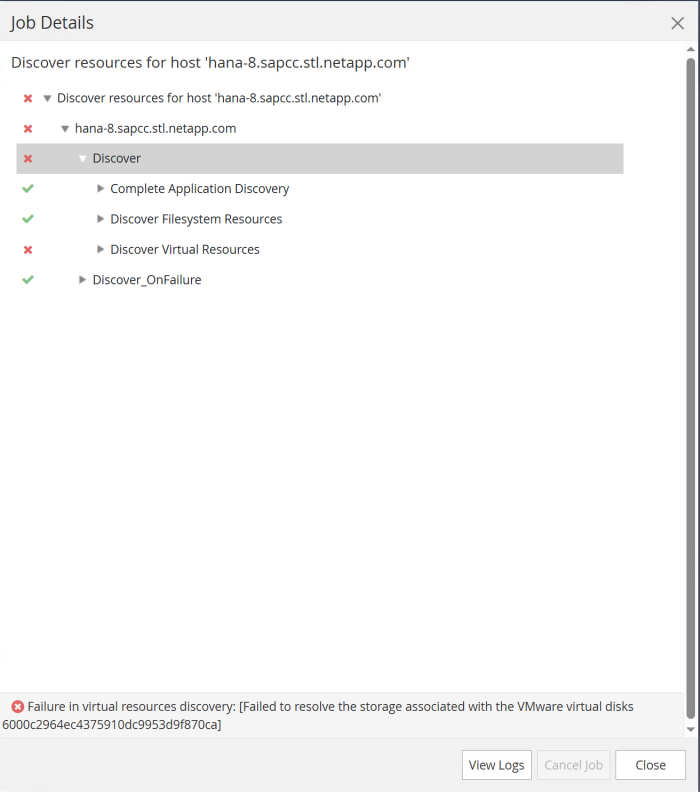 Job Details
Discover resources for host 'hana-8.sapcc.stl.netapp.com'
Discover resources for host 'hana-8.sapcc.stl.netapp.com'
hana-8.sapcc.stl.netapp.com
Discover
Complete Application Discovery
Discover Filesystem Resources
Discover Virtual Resources
Discover_OnFailure
Failure in virtual resources discovery: [Failed to resolve the storage associated with the VMware virtual disks
6000c2964ec4375910dc9953d9f870ca]
View Logs
Cancel Job
Close